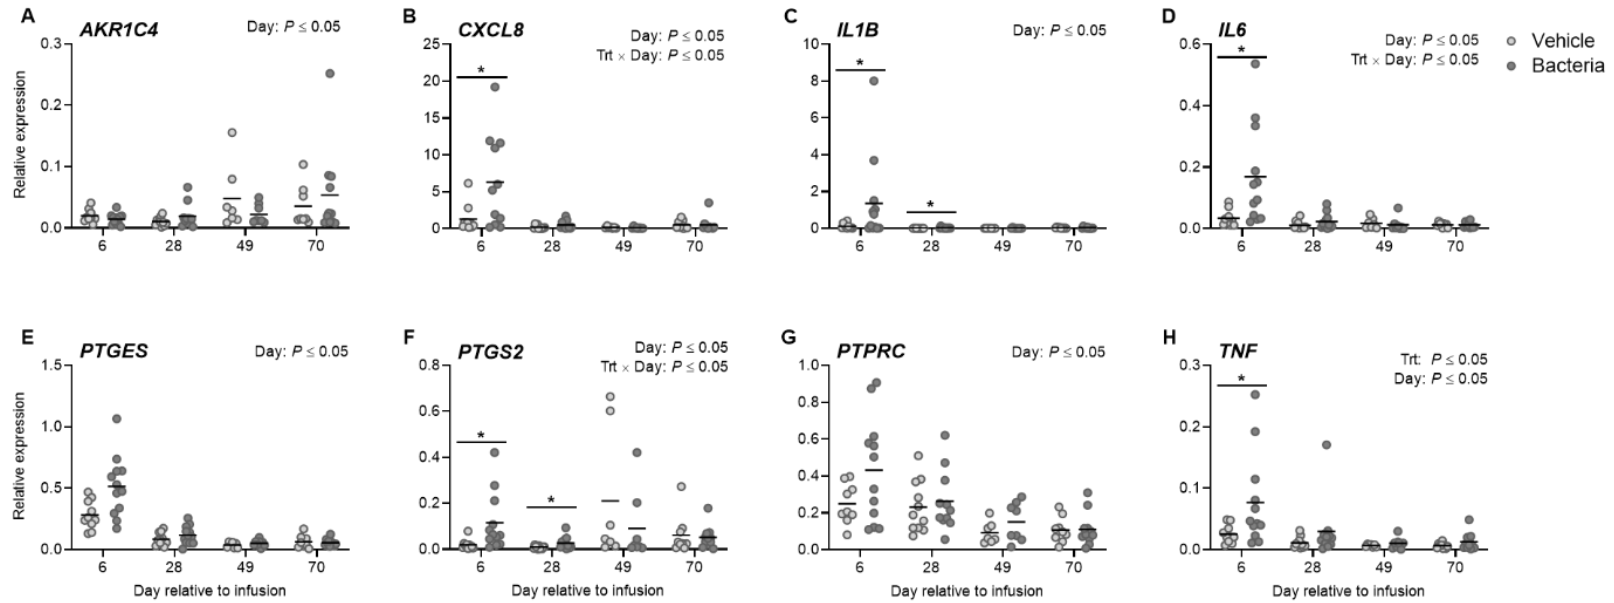 A
AKR1C4
Day: P ≤ 0.05
0.3
0.2
0.1
0.0
Relative expression
6 28 49 70
B
CXCL8
Day: P ≤ 0.05
Trt × Day: P ≤ 0.05
25
20
15
10
5
0
*
6 28 49 70
C
IL1B
Day: P ≤ 0.05
10
8
6
4
2
0
*
*
6 28 49 70
D
IL6
Day: P ≤ 0.05
Trt × Day: P ≤ 0.05
0.6
0.4
0.2
0.0
*
6 28 49 70
Vehicle
Bacteria
E
PTGES
Day: P ≤ 0.05
1.5
1.0
0.5
0.0
Relative expression
6 28 49 70
Day relative to infusion
F
PTGS2
Day: P ≤ 0.05
Trt × Day: P ≤ 0.05
0.8
0.6
0.4
0.2
0.0
*
*
6 28 49 70
Day relative to infusion
G
PTPRC
Day: P ≤ 0.05
1.0
0.8
0.6
0.4
0.2
0.0
6 28 49 70
Day relative to infusion
H
TNF
Trt: P ≤ 0.05
Day: P ≤ 0.05
0.3
0.2
0.1
0.0
*
6 28 49 70
Day relative to infusion